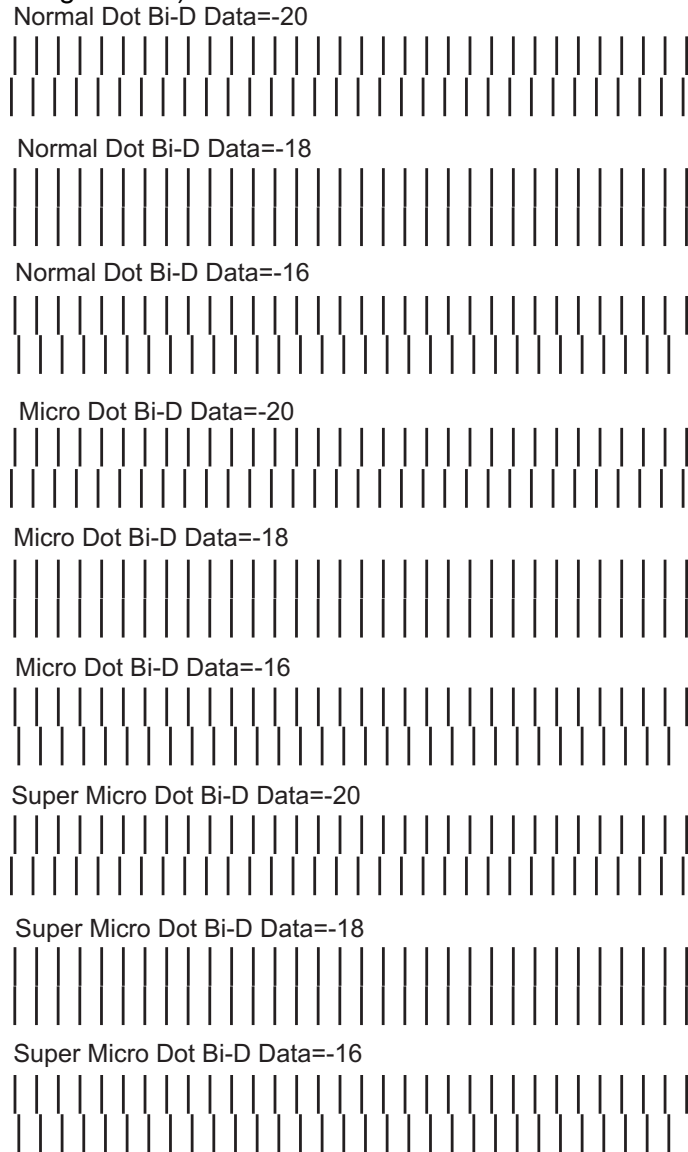 Normal Dot Bi-D Data=-20
Normal Dot Bi-D Data=-18
Normal Dot Bi-D Data=-16
Micro Dot Bi-D Data=-20
Micro Dot Bi-D Data=-18
Micro Dot Bi-D Data=-16
Super Micro Dot Bi-D Data=-20
Super Micro Dot Bi-D Data=-18
Super Micro Dot Bi-D Data=-16